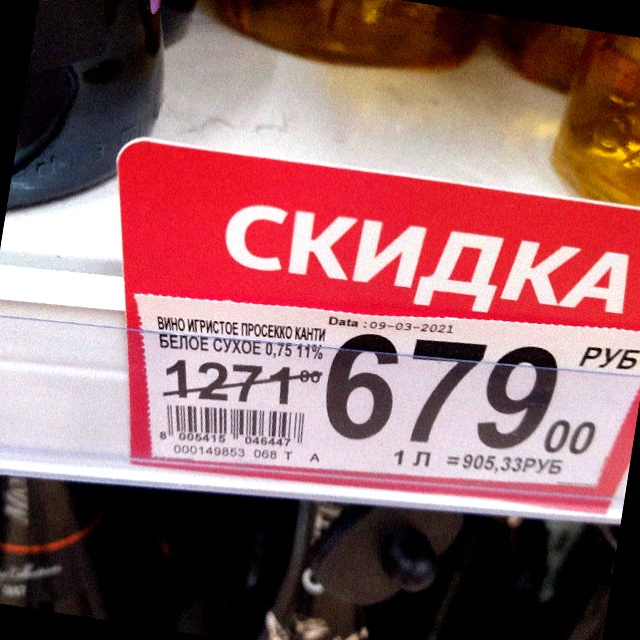 СКИДКА
ВИНО ИГРИСТОЕ ПРОСЕККО КАНТИ
БЕЛОЕ СУХОЕ 0,75 11%
Data : 09-03-2021
1271 00
679 00
РУБ
8 005415 046447
000149853 068 Т А
1 Л = 905,33РУБ